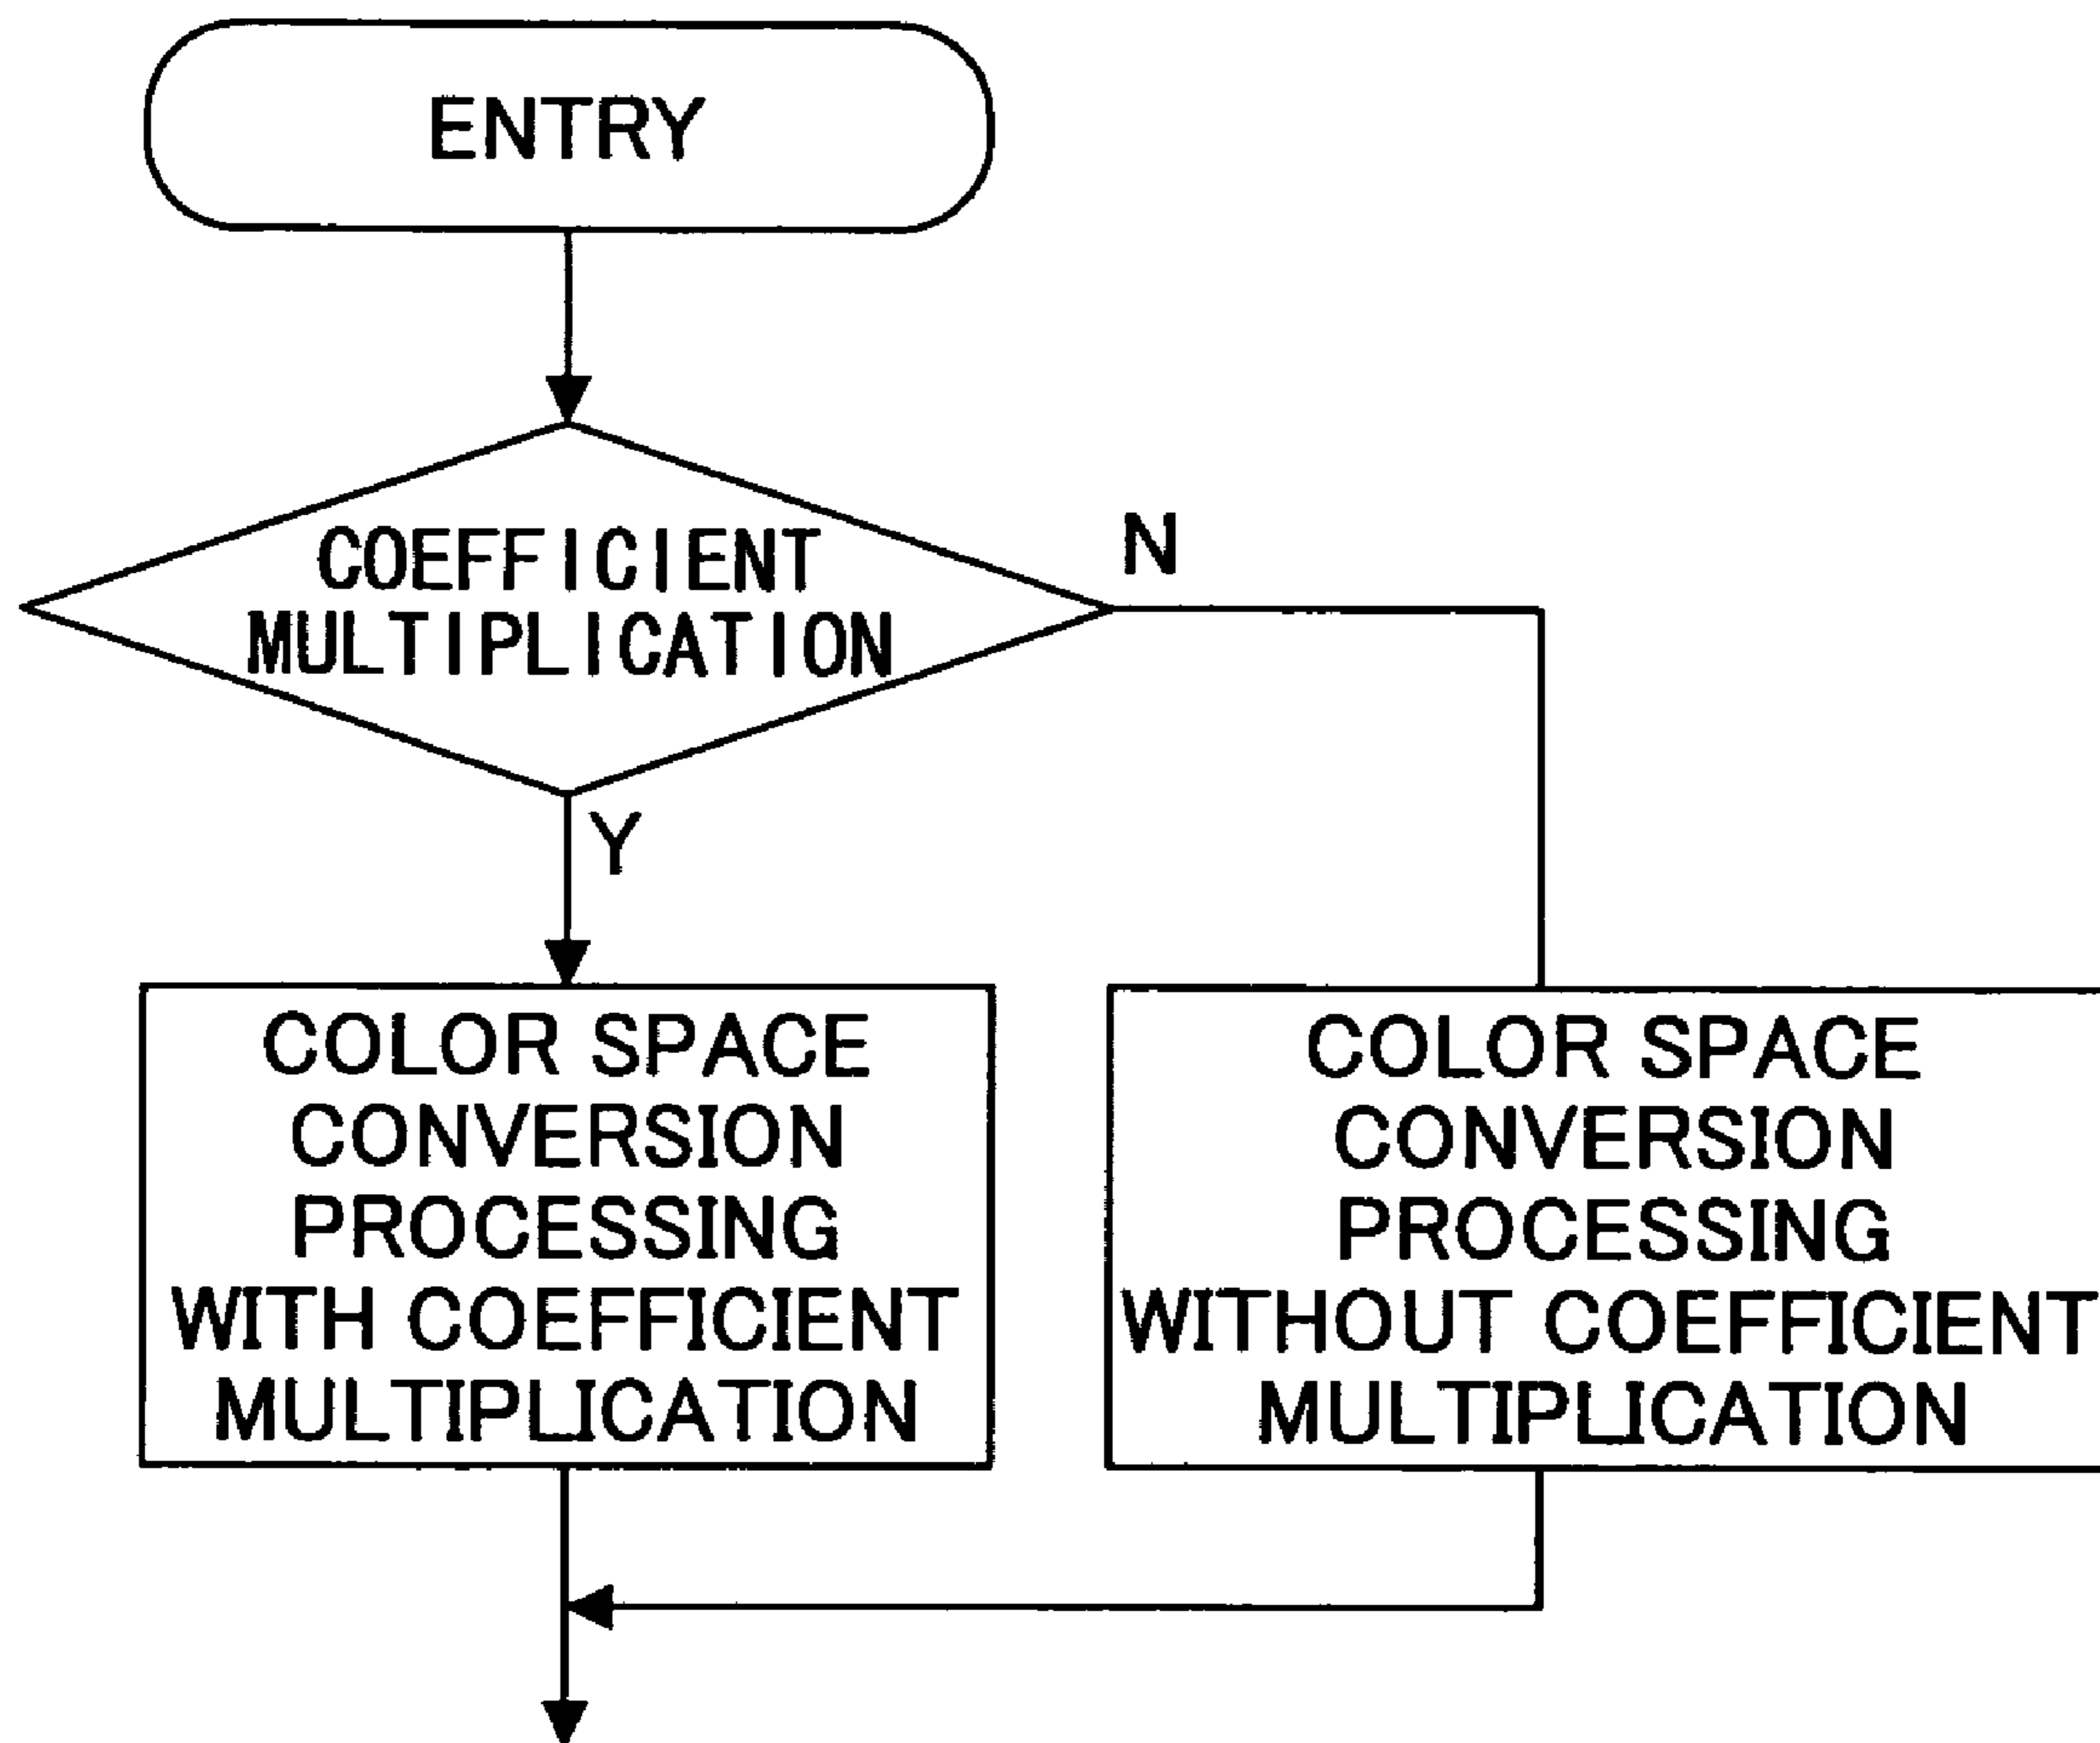 ENTRY
COEFFICIENT
MULTIPLICATION
N
Y
COLOR SPACE
CONVERSION
PROCESSING
WITH COEFFICIENT
MULTIPLICATION
COLOR SPACE
CONVERSION
PROCESSING
WITHOUT COEFFICIENT
MULTIPLICATION